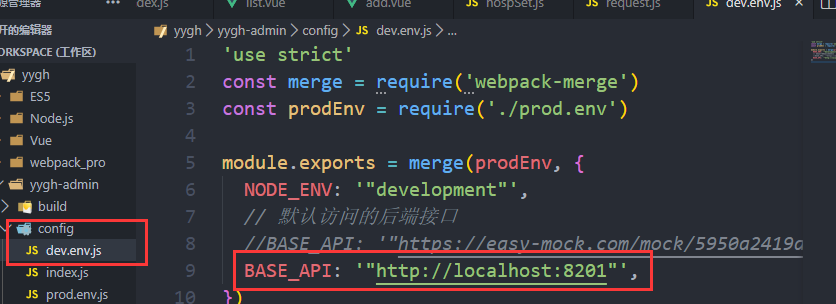 源管理器
dex.js
list.vue
add.vue
hospSet.js
request.js
JS dev.env.js
开的编辑器
ORKSPACE (工作区)
yygh
ES5
Node.js
Vue
webpack_pro
yygh-admin
build
config
JS dev.env.js
JS index.js
JS prod.env.js
yygh > yygh-admin > config > JS dev.env.js > ...
1 'use strict'
2 const merge = require('webpack-merge')
3 const prodEnv = require('./prod.env')
4
5 module.exports = merge(prodEnv, {
6 NODE_ENV: '"development"',
7 // 默认访问的后端接口
8 //BASE_API: '"https://easy-mock.com/mock/5950a2419a
9 BASE_API: '"http://localhost:8201"',
10 })